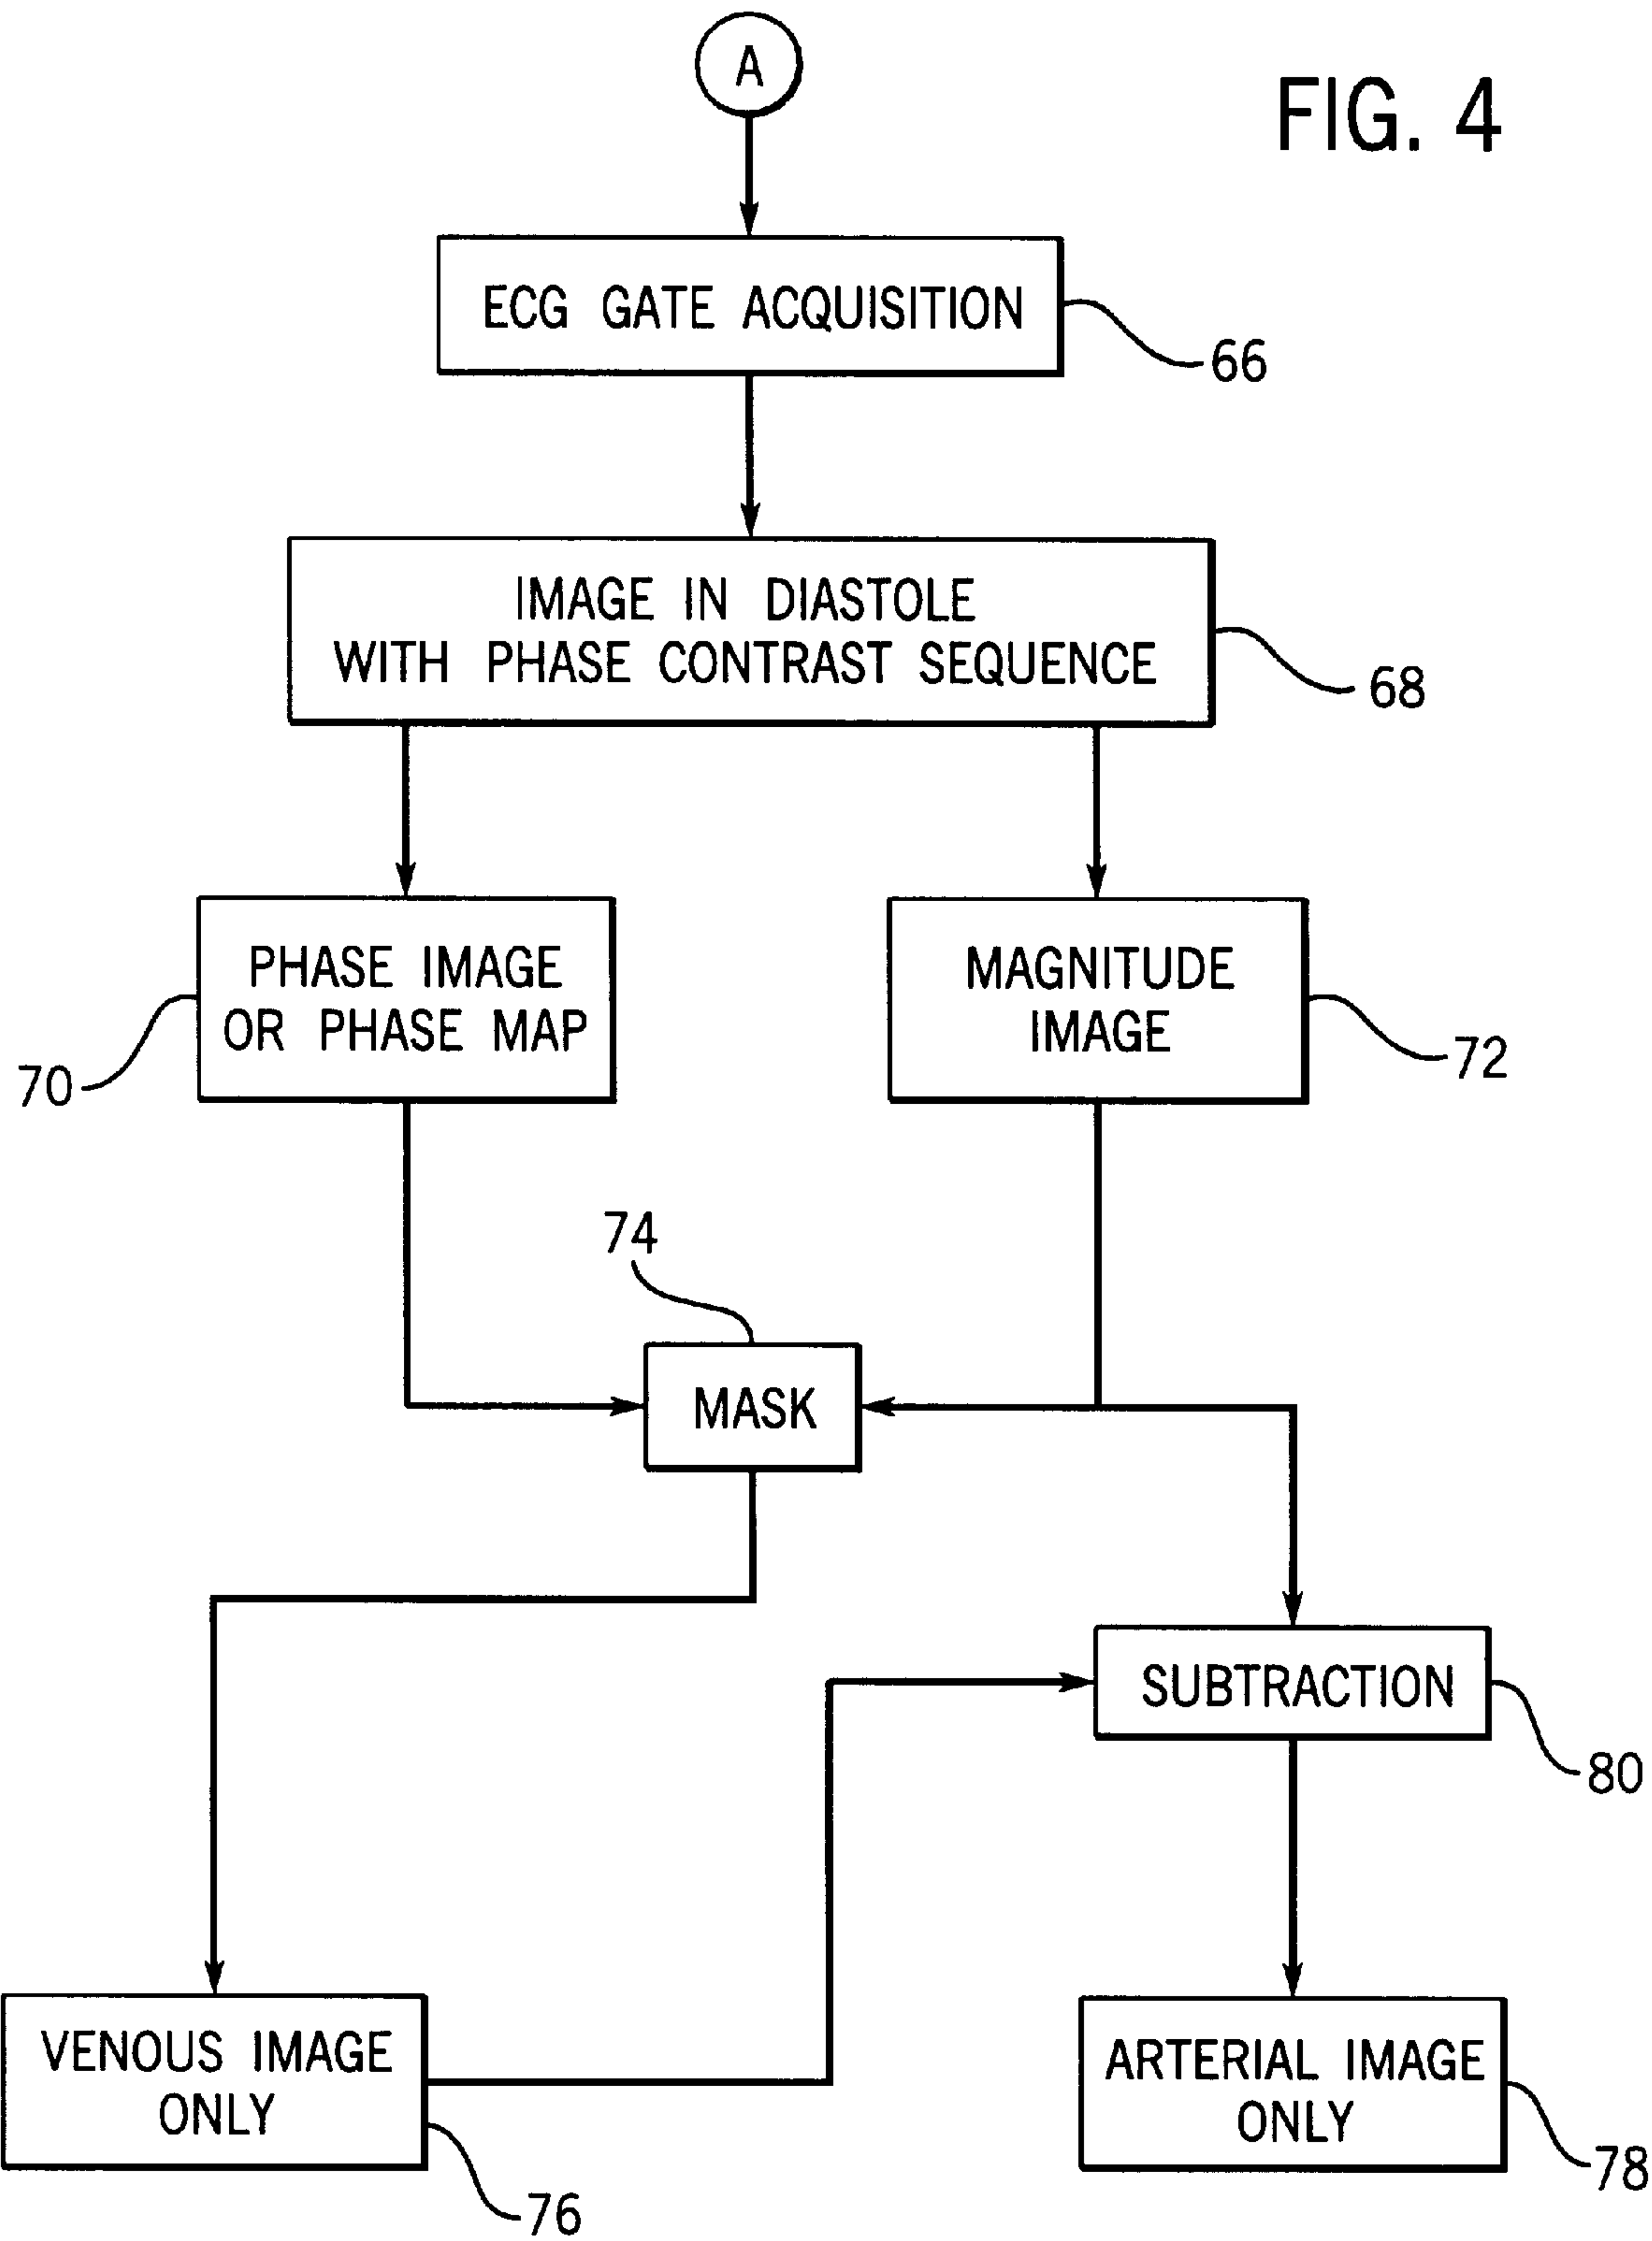 A
FIG. 4
ECG GATE ACQUISITION
66
IMAGE IN DIASTOLE
WITH PHASE CONTRAST SEQUENCE
68
PHASE IMAGE
OR PHASE MAP
70
MAGNITUDE
IMAGE
72
74
MASK
SUBTRACTION
80
VENOUS IMAGE
ONLY
76
ARTERIAL IMAGE
ONLY
78